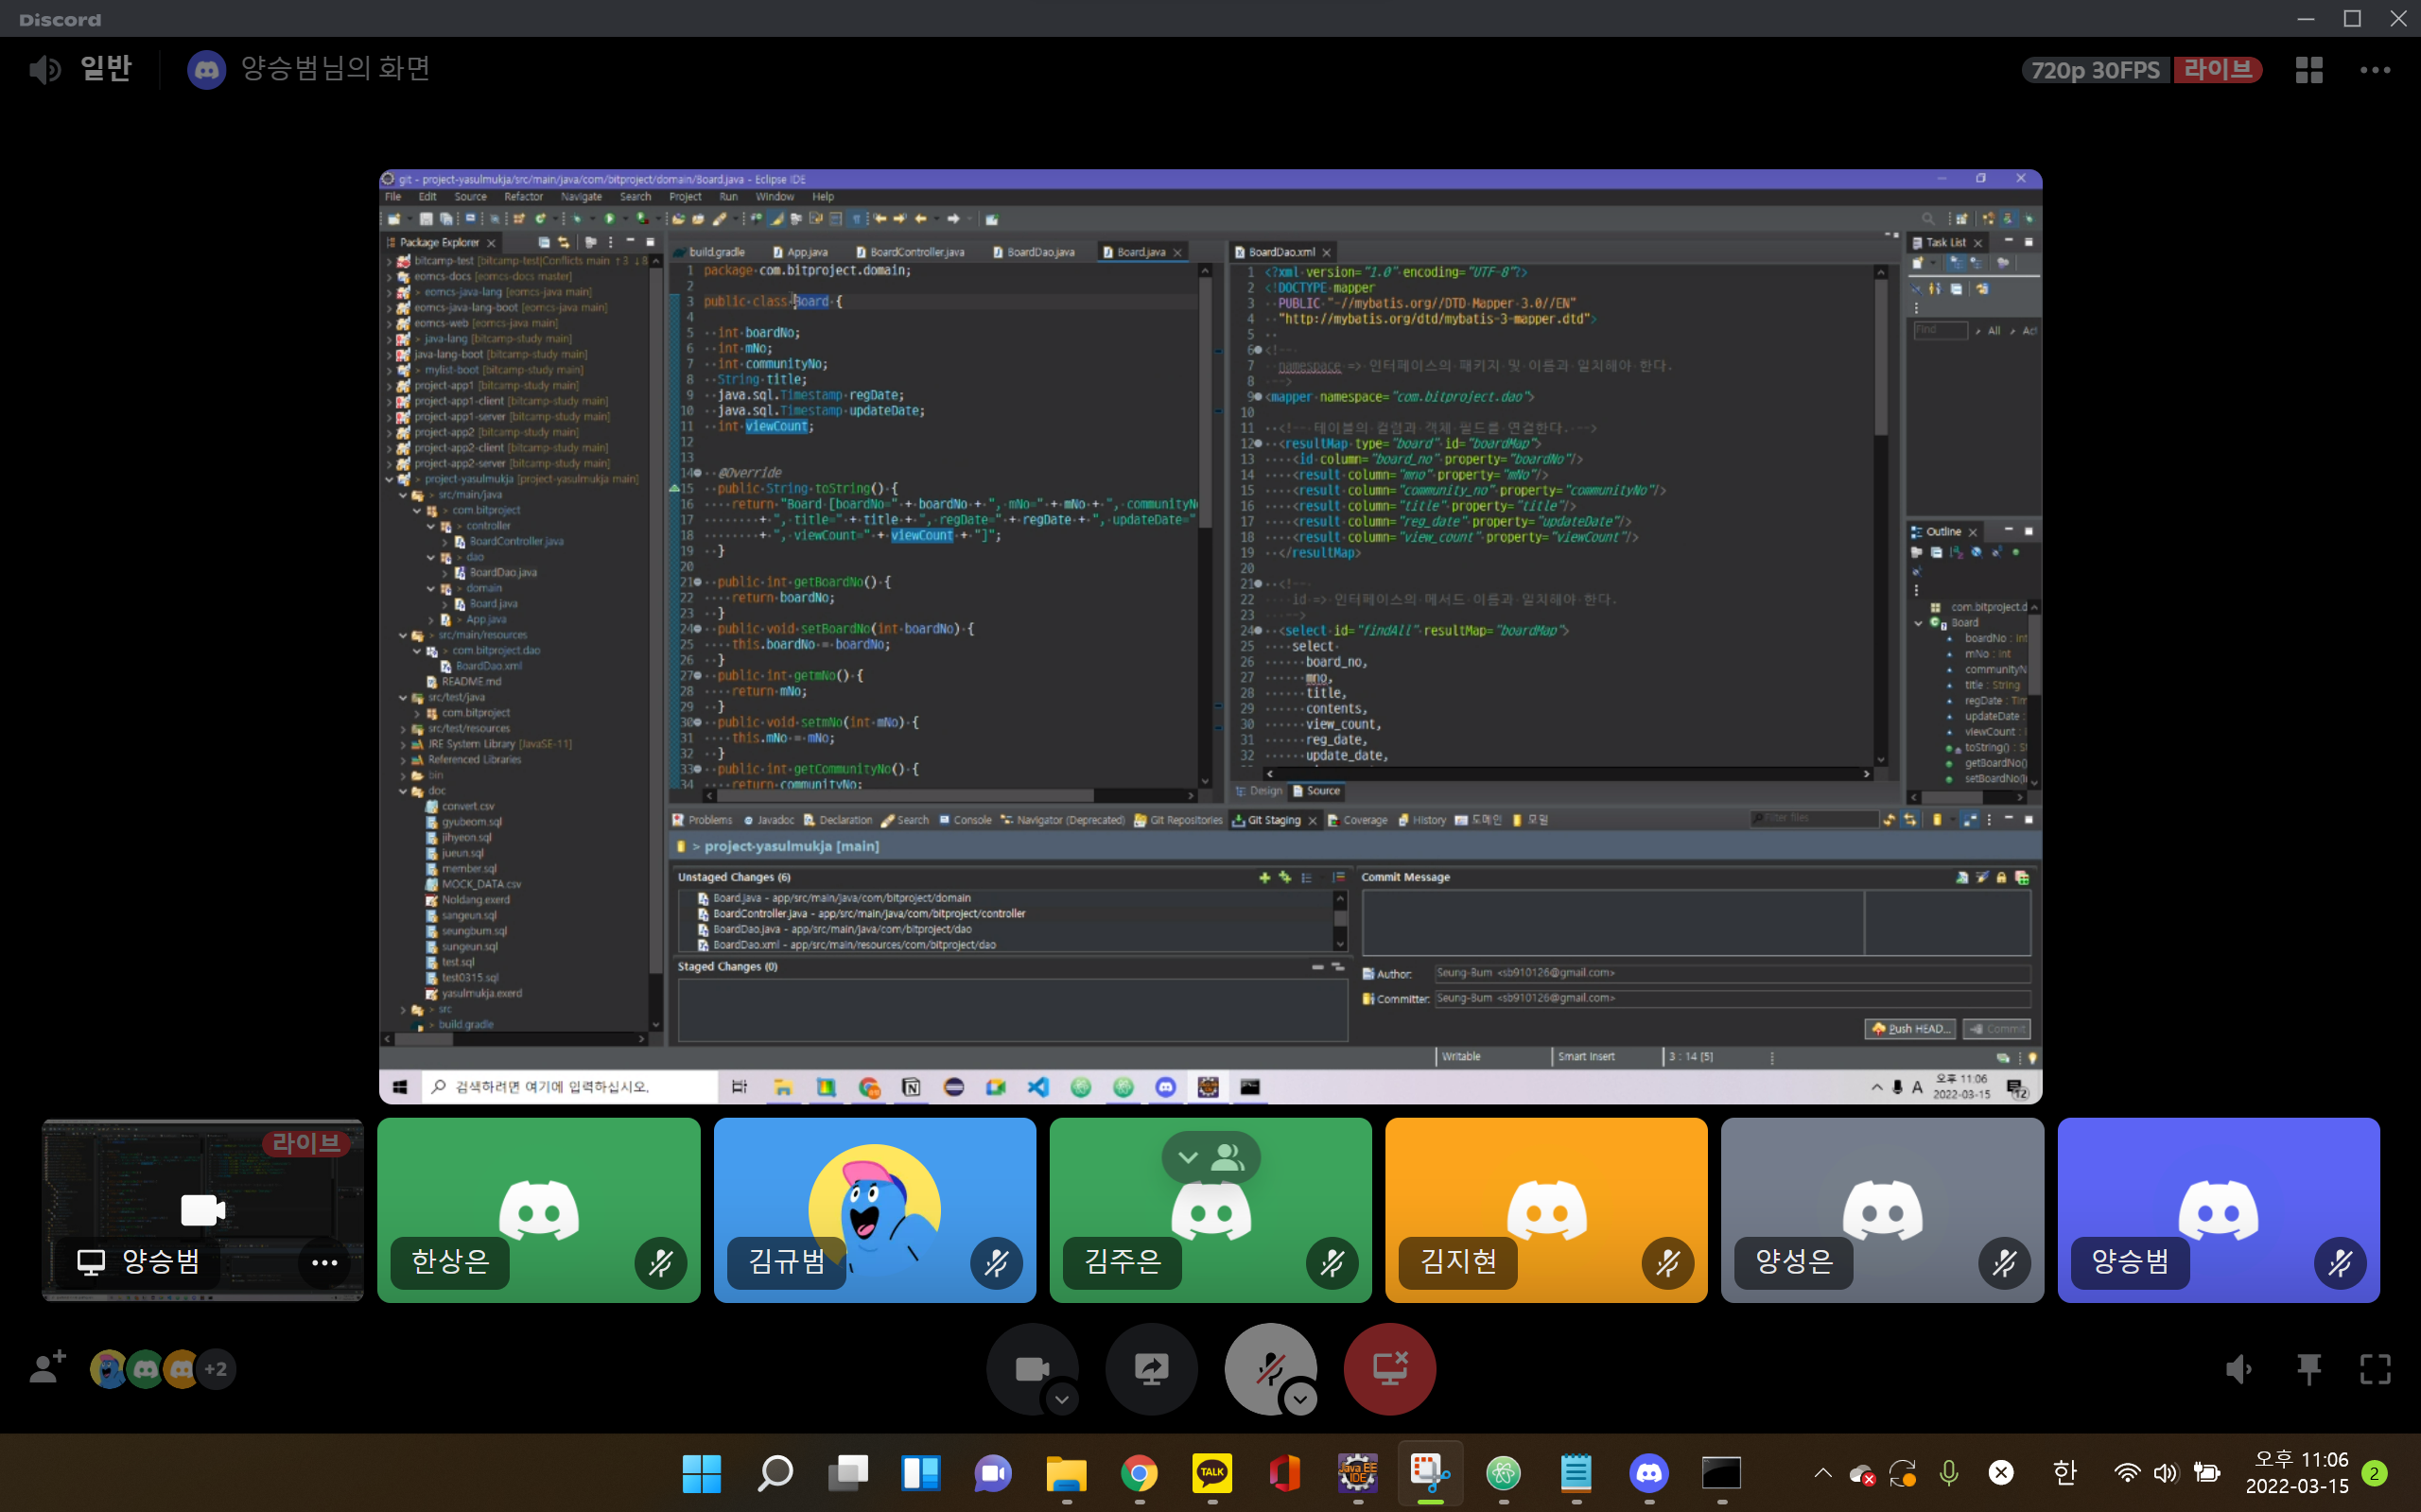 Discord
일반
양승범님의 화면
720p 30FPS 라이브
git - project-yasulmukja/src/main/java/com/bitproject/domain/Board.java - Eclipse IDE
File Edit Source Refactor Navigate Search Project Run Window Help
Package Explorer
bitcamp-test [bitcamp-test|Conflicts main ↑3 ↓8
eomcs-docs [eomcs-docs master]
> eomcs-java-lang [eomcs-java main]
eomcs-java-lang-boot [eomcs-java main]
eomcs-web [eomcs-java main]
> java-lang [bitcamp-study main]
java-lang-boot [bitcamp-study main]
> mylist-boot [bitcamp-study main]
project-app1 [bitcamp-study main]
project-app1-client [bitcamp-study main]
project-app1-server [bitcamp-study main]
project-app2 [bitcamp-study main]
project-app2-client [bitcamp-study main]
project-app2-server [bitcamp-study main]
> project-yasulmukja [project-yasulmukja main]
> src/main/java
> com.bitproject
> controller
> BoardController.java
> dao
> BoardDao.java
> domain
> Board.java
> App.java
> src/main/resources
> com.bitproject.dao
BoardDao.xml
README.md
src/test/java
com.bitproject
src/test/resources
JRE System Library [JavaSE-11]
Referenced Libraries
bin
doc
convert.csv
gyubeom.sql
jihyeon.sql
jueun.sql
member.sql
MOCK_DATA.csv
Noldang.exerd
sangeun.sql
seungbum.sql
sungeun.sql
test.sql
test0315.sql
yasulmukja.exerd
> src
> build.gradle
build.gradle App.java BoardController.java BoardDao.java Board.java
1 package com.bitproject.domain;
2
3 public class Board {
4
5 int boardNo;
6 int mNo;
7 int communityNo;
8 String title;
9 java.sql.Timestamp regDate;
10 java.sql.Timestamp updateDate;
11 int viewCount;
12
13
14 @Override
15 public String toString() {
16 return "Board [boardNo=" + boardNo + ", mNo=" + mNo + ", communityNo
17 + ", title=" + title + ", regDate=" + regDate + ", updateDate="
18 + ", viewCount=" + viewCount + "]";
19 }
20
21 public int getBoardNo() {
22 return boardNo;
23 }
24 public void setBoardNo(int boardNo) {
25 this.boardNo = boardNo;
26 }
27 public int getmNo() {
28 return mNo;
29 }
30 public void setmNo(int mNo) {
31 this.mNo = mNo;
32 }
33 public int getCommunityNo() {
34 return communityNo;
BoardDao.xml
1 <?xml version="1.0" encoding="UTF-8"?>
2 <!DOCTYPE mapper
3 PUBLIC "-//mybatis.org//DTD Mapper 3.0//EN"
4 "http://mybatis.org/dtd/mybatis-3-mapper.dtd">
5
6 <!--
7 namespace => 인터페이스의 패키지 및 이름과 일치해야 한다.
8 -->
9 <mapper namespace="com.bitproject.dao">
10
11 <!-- 테이블의 컬럼과 객체 필드를 연결한다. -->
12 <resultMap type="board" id="boardMap">
13 <id column="board_no" property="boardNo"/>
14 <result column="mno" property="mNo"/>
15 <result column="community_no" property="communityNo"/>
16 <result column="title" property="title"/>
17 <result column="reg_date" property="updateDate"/>
18 <result column="view_count" property="viewCount"/>
19 </resultMap>
20
21 <!--
22 id => 인터페이스의 메서드 이름과 일치해야 한다.
23 -->
24 <select id="findAll" resultMap="boardMap">
25 select
26 board_no,
27 mno,
28 title,
29 contents,
30 view_count,
31 reg_date,
32 update_date,
Design Source
Task List
Find All Act
Outline
com.bitproject.d
Board
boardNo : int
mNo : int
communityN
title : String
regDate : Tim
updateDate :
viewCount : i
toString() : St
getBoardNo()
setBoardNo(i
Problems Javadoc Declaration Search Console Navigator (Deprecated) Git Repositories Git Staging Coverage History 도메인 모델
Filter files
> project-yasulmukja [main]
Unstaged Changes (6)
Board.java - app/src/main/java/com/bitproject/domain
BoardController.java - app/src/main/java/com/bitproject/controller
BoardDao.java - app/src/main/java/com/bitproject/dao
BoardDao.xml - app/src/main/resources/com/bitproject/dao
Staged Changes (0)
Commit Message
Author: Seung-Bum <sb910126@gmail.com>
Committer: Seung-Bum <sb910126@gmail.com>
Push HEAD... Commit
Writable Smart Insert 3 : 14 [5]
검색하려면 여기에 입력하십시오.
A 오후 11:06
2022-03-15
12
라이브
양승범
한상은
김규범
김주은
김지현
양성은
양승범
+2
TALK
Java EE IDE
한
오후 11:06
2022-03-15
2